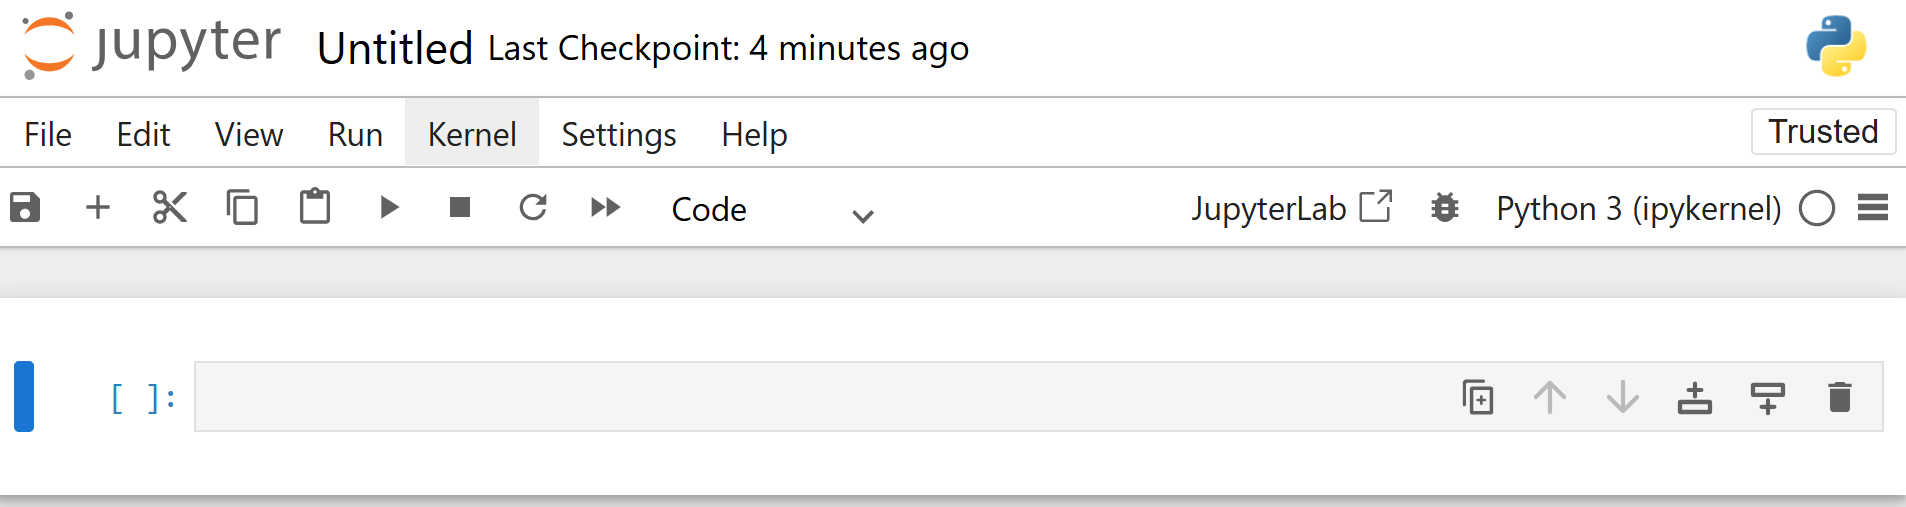 jupyter Untitled Last Checkpoint: 4 minutes ago
File Edit View Run Kernel Settings Help Trusted
Code JupyterLab Python 3 (ipykernel)
[ ]: